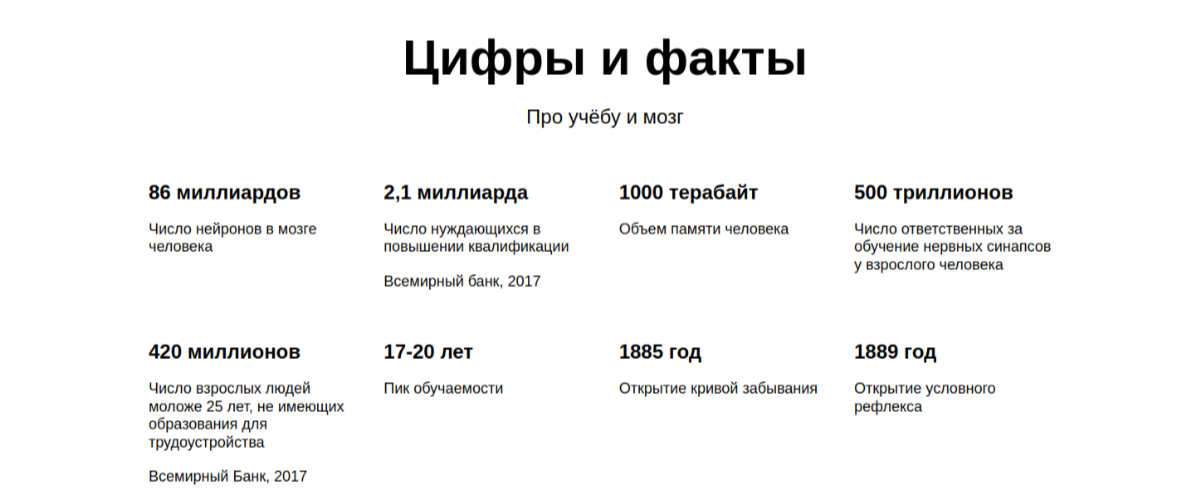 Цифры и факты
Про учёбу и мозг
86 миллиардов
Число нейронов в мозге
человека
2,1 миллиарда
Число нуждающихся в
повышении квалификации
Всемирный банк, 2017
1000 терабайт
Объем памяти человека
500 триллионов
Число ответственных за
обучение нервных синапсов
у взрослого человека
420 миллионов
Число взрослых людей
моложе 25 лет, не имеющих
образования для
трудоустройства
Всемирный Банк, 2017
17-20 лет
Пик обучаемости
1885 год
Открытие кривой забывания
1889 год
Открытие условного
рефлекса